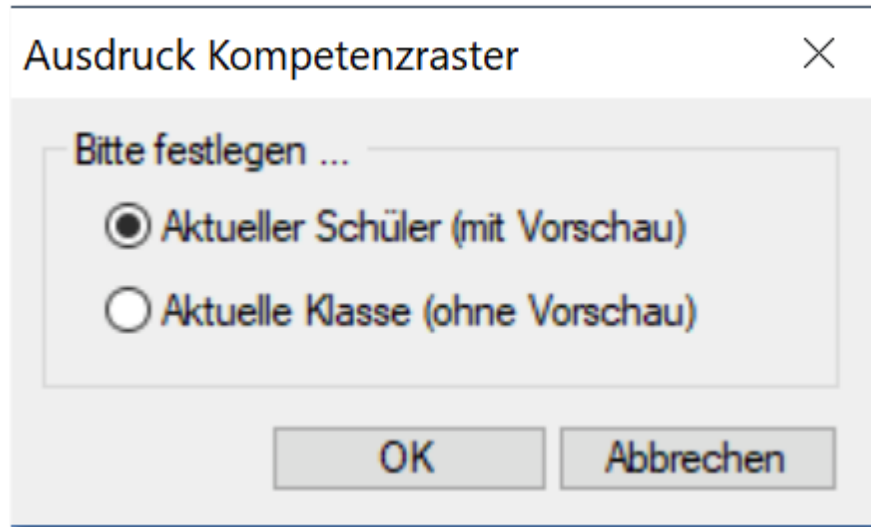 Ausdruck Kompetenzraster
Bitte festlegen ...
Aktueller Schüler (mit Vorschau)
Aktuelle Klasse (ohne Vorschau)
OK Abbrechen